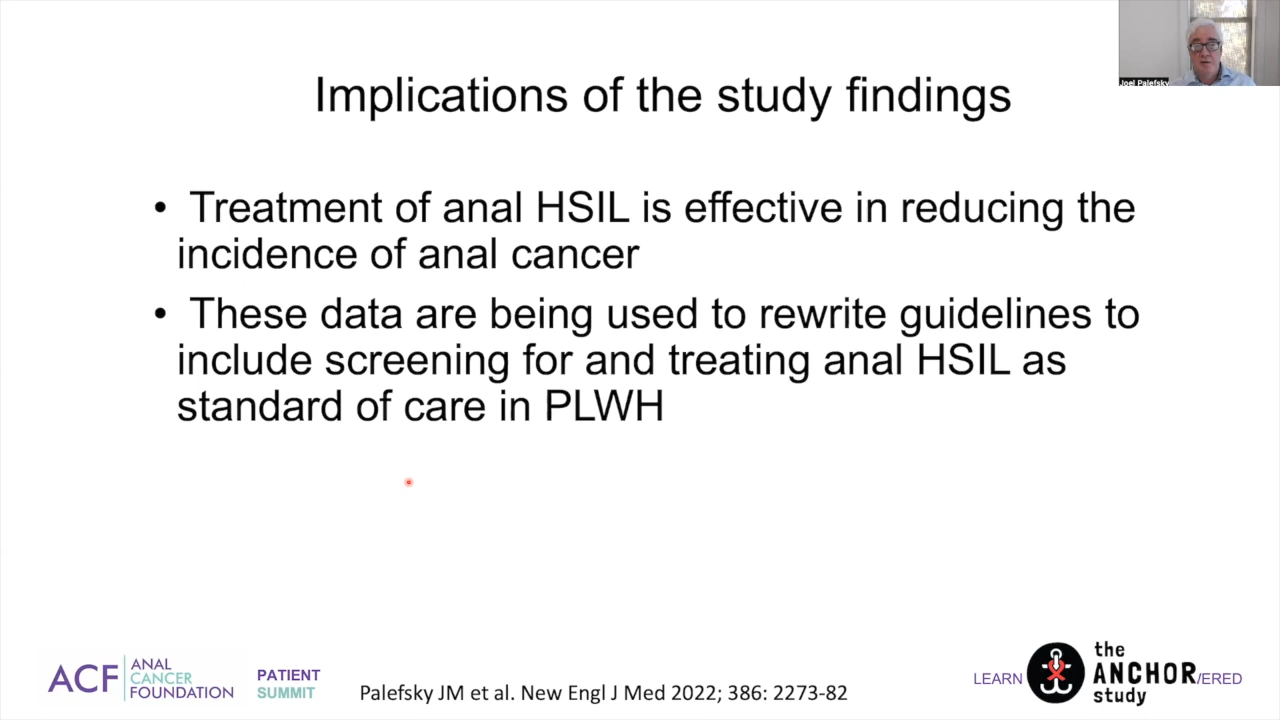 Joel Palefsky
Implications of the study findings
• Treatment of anal HSIL is effective in reducing the
incidence of anal cancer
• These data are being used to rewrite guidelines to
include screening for and treating anal HSIL as
standard of care in PLWH
ACF
ANAL
CANCER
FOUNDATION
PATIENT
SUMMIT
Palefsky JM et al. New Engl J Med 2022; 386: 2273-82
LEARN
the
ANCHOR
study
/ERED